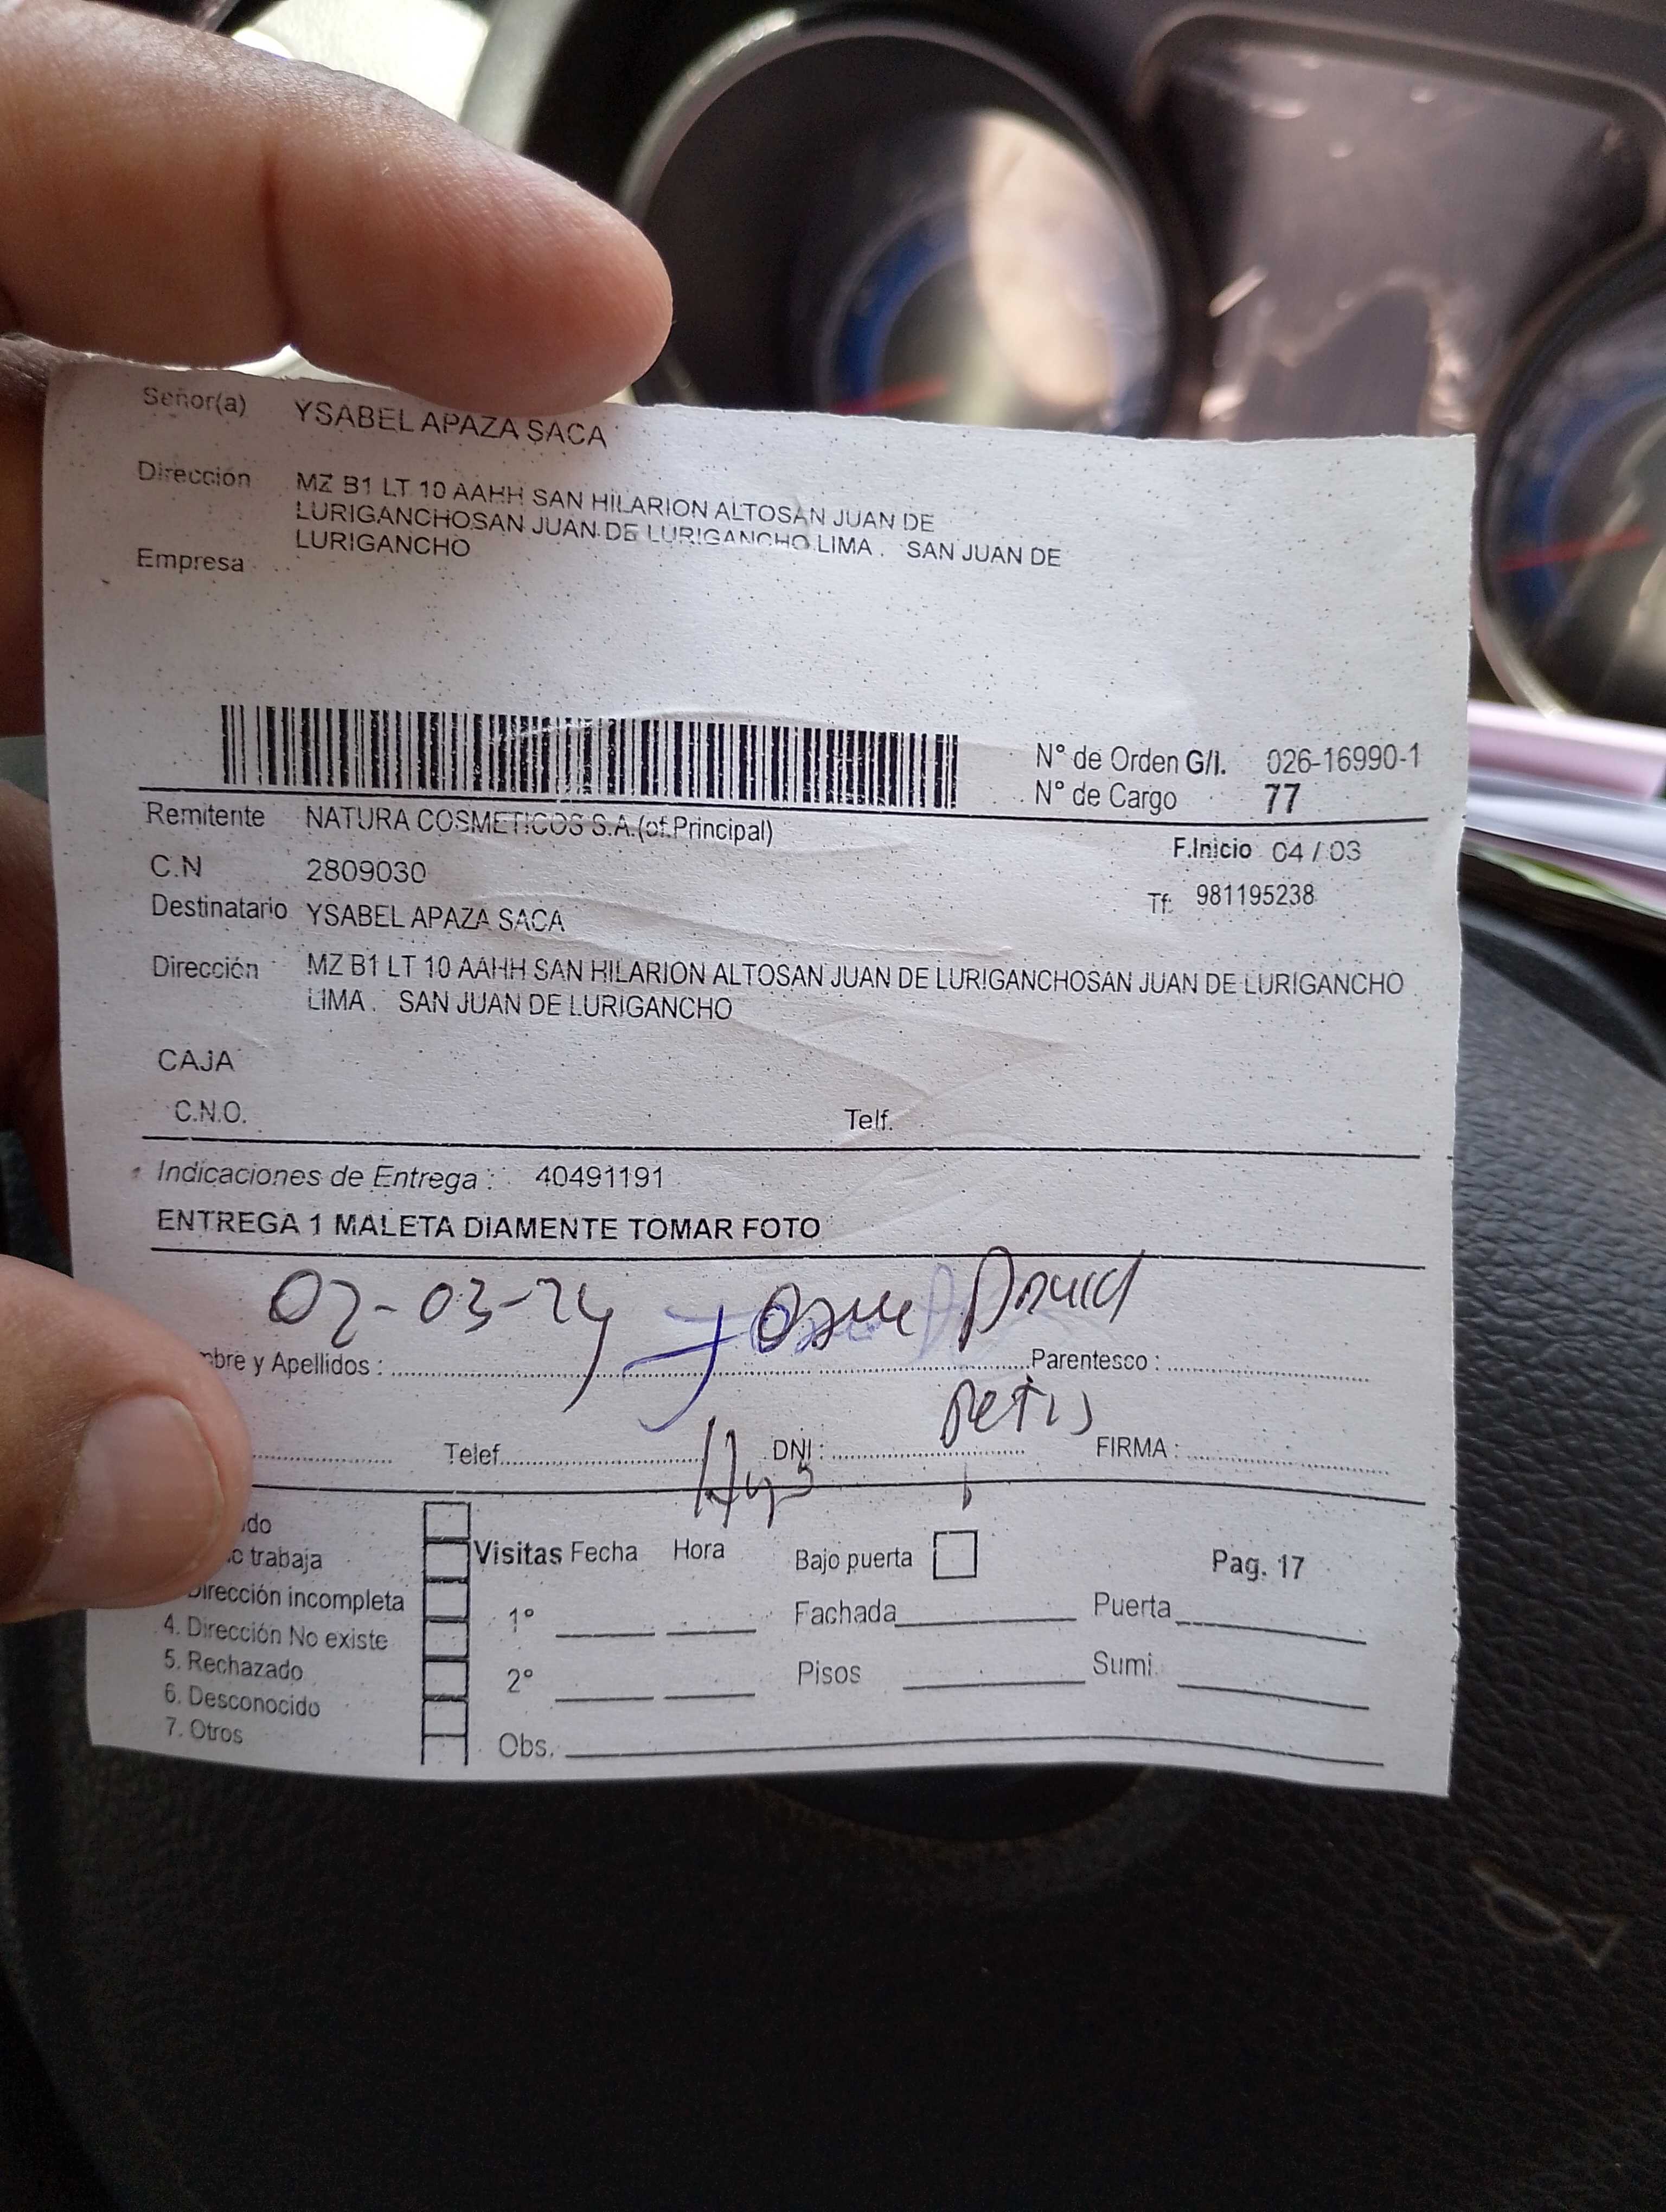 Señor(a) YSABEL APAZA SACA
Dirección MZ B1 LT 10 AAHH SAN HILARION ALTOSAN JUAN DE
LURIGANCHOSAN JUAN DE LURIGANCHO LIMA . SAN JUAN DE
LURIGANCHO
Empresa
N° de Orden G/I. 026-16990-1
N° de Cargo 77
Remitente NATURA COSMETICOS S.A.(of.Principal)
F.Inicio 04 / 03
C.N 2809030
Tf: 981195238
Destinatario YSABEL APAZA SACA
Dirección MZ B1 LT 10 AAHH SAN HILARION ALTOSAN JUAN DE LURIGANCHOSAN JUAN DE LURIGANCHO
LIMA . SAN JUAN DE LURIGANCHO
CAJA
C.N.O. Telf.
Indicaciones de Entrega : 40491191
ENTREGA 1 MALETA DIAMENTE TOMAR FOTO
Josue David
mbre y Apellidos : Parentesco :
Telef. DNI : FIRMA :
do
o trabaja
Visitas Fecha Hora Bajo puerta Pag. 17
Dirección incompleta
1° Fachada Puerta
4. Dirección No existe
5. Rechazado
2° Pisos Sumi.
6. Desconocido
7. Otros
Obs.